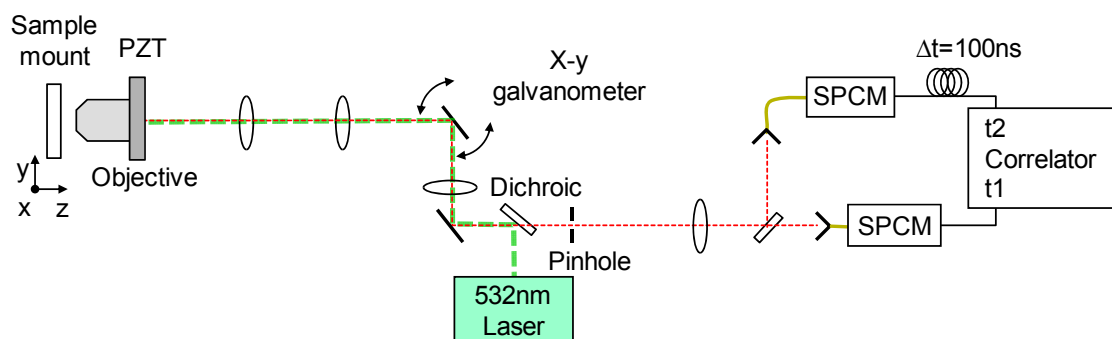 Sample
mount
PZT
X-y
galvanometer
Δt=100ns
SPCM
t2
Correlator
t1
y
x
z
Objective
Dichroic
SPCM
Pinhole
532nm
Laser